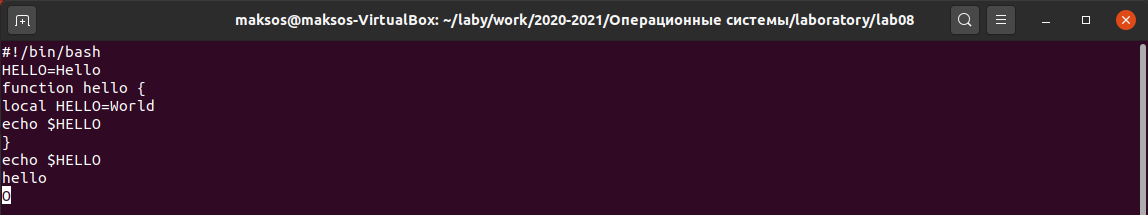 maksos@maksos-VirtualBox: ~/laby/work/2020-2021/Операционные системы/laboratory/lab08
#!/bin/bash
HELLO=Hello
function hello {
local HELLO=World
echo $HELLO
}
echo $HELLO
hello
O